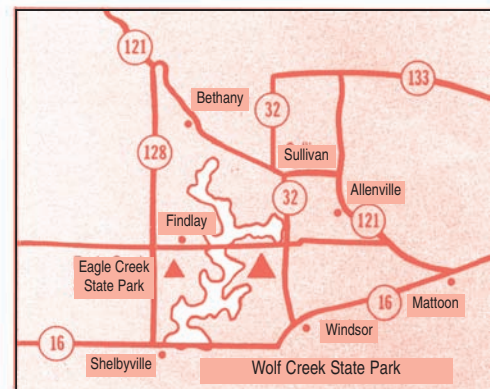 121
133
Bethany
32
128
Sullivan
32
Allenville
121
Findlay
Eagle Creek
State Park
16
Mattoon
Windsor
16
Shelbyville
Wolf Creek State Park